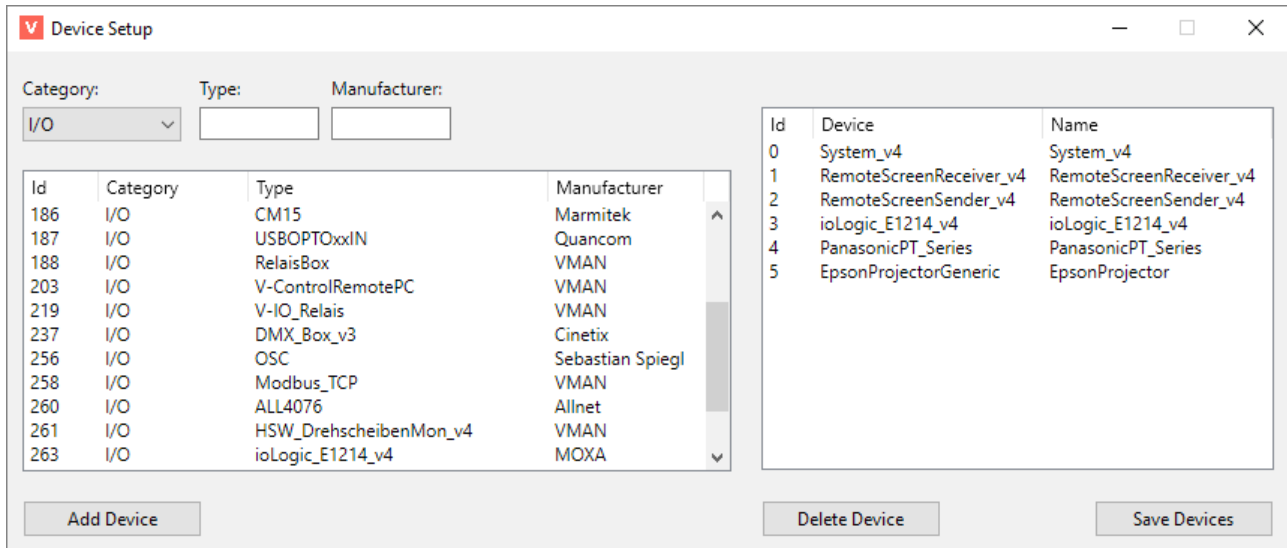 V Device Setup
Category: Type: Manufacturer:
I/O
Id Category Type Manufacturer
186 I/O CM15 Marmitek
187 I/O USBOPTOxxIN Quancom
188 I/O RelaisBox VMAN
203 I/O V-ControlRemotePC VMAN
219 I/O V-IO_Relais VMAN
237 I/O DMX_Box_v3 Cinetix
256 I/O OSC Sebastian Spiegl
258 I/O Modbus_TCP VMAN
260 I/O ALL4076 Allnet
261 I/O HSW_DrehscheibenMon_v4 VMAN
263 I/O ioLogic_E1214_v4 MOXA
Add Device
Id Device Name
0 System_v4 System_v4
1 RemoteScreenReceiver_v4 RemoteScreenReceiver_v4
2 RemoteScreenSender_v4 RemoteScreenSender_v4
3 ioLogic_E1214_v4 ioLogic_E1214_v4
4 PanasonicPT_Series PanasonicPT_Series
5 EpsonProjectorGeneric EpsonProjector
Delete Device Save Devices